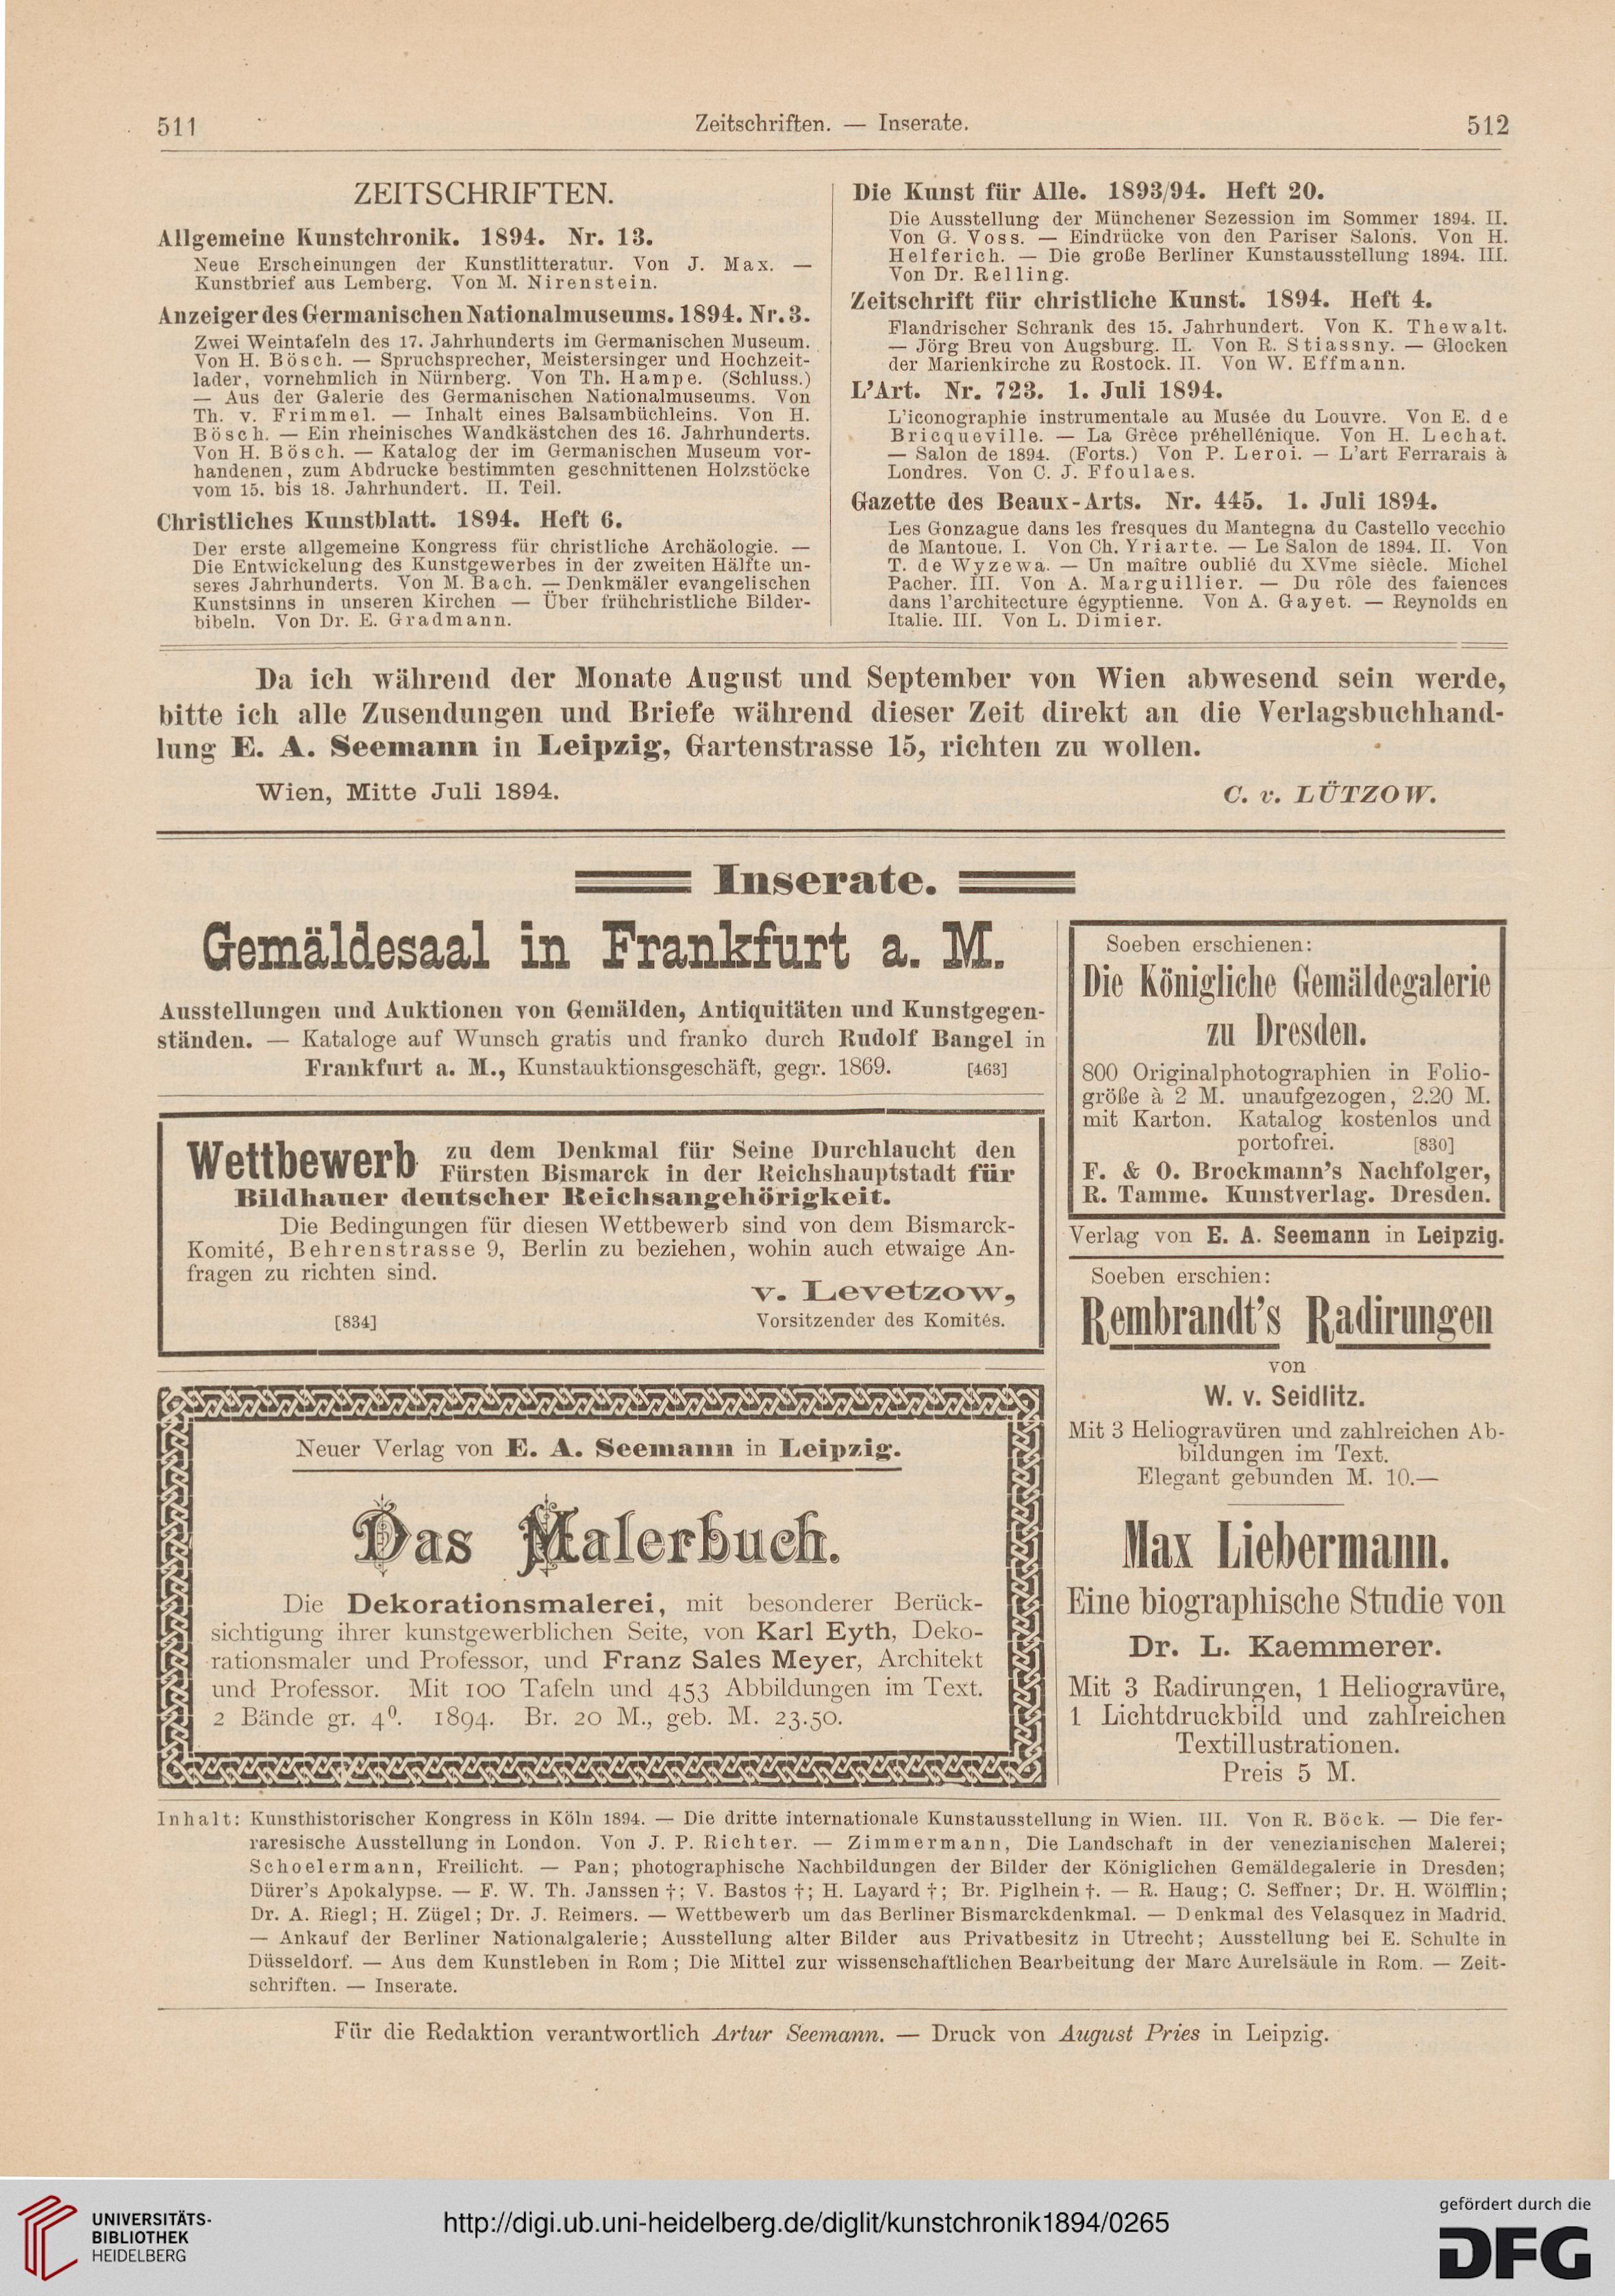 511
Zeitschriften. — Inserate.
512
ZEITSCHRIFTEN.
Allgemeine Kunstchronik. 1894. Nr. 13.
Neue Erscheinungen der Kunstlitteratur. Von J. Max. —
Kunstbrief aus Lemberg. Von M. Nirenstein.
Anzeiger des Germanischen Nationalmuseums. 1894. Nr. 3.
Zwei Weintafeln des 17. Jahrhunderts im Germanischen Museum.
Von H. Bösch. — Spruchsprecher, Meistersinger und Hochzeit-
lader, vornehmlich in Nürnberg. Von Th. Hampe. (Schluss.)
— Aus der Galerie des Germanischen Nationalmuseums. Von
Th. v. Frimmel. — Inhalt eines Balsambüchleins. Von H.
Bösch. — Ein rheinisches Wandkästchen des 16. Jahrhunderts.
Von H. Bösch. — Katalog der im Germanischen Museum vor-
handenen, zum Abdrucke bestimmten geschnittenen Holzstöcke
vom 15. bis 18. Jahrhundert. II. Teil.
Christliches Kunstblatt. 1894. Heft 6.
Der erste allgemeine Kongress für christliche Archäologie. —
Die Entwickelung des Kunstgewerbes in der zweiten Hälfte un-
seres Jahrhunderts. Von M. Bach. — Denkmäler evangelischen
Kunstsinns in unseren Kirchen — Über frühchristliche Bilder-
bibeln. Von Dr. E. Gradmann.
Die Kunst für Alle. 1893/94. Heft 20.
Die Ausstellung der Münchener Sezession im Sommer 1894. II.
Von G. Voss. — Eindrücke von den Pariser Salons. Von H.
Helferich. — Die große Berliner Kunstausstellung 1894. III.
Von Dr. Relling.
Zeitschrift für christliche Kunst. 1894. Heft 4.
Flandrischer Schrank des 15. Jahrhundert. Von K. Thewalt.
— Jörg Breu von Augsburg. II. Von R. Stiassny. — Glocken
der Marienkirche zu Rostock. II. Von W. Effmann.
L'Art. Nr. 723. 1. Juli 1894.
L'iconographie instrumentale au Musée du Louvre. Von E. de
Bricqueville. — La Grèce préhellénique. Von H. Lechat.
— Salon de 1894. (Forts.) Von P. Leroi. — L'art Ferrarais à
Londres. Von C. J. Ffoulaes.
Gazette des Beaux-Arts. Nr. 445. 1. Juli 1894.
Les Gonzague dans les fresques du Mantegna du Castello vecchio
de Mantoue. I. Von Ch. Yriarte. — Le Salon de 1894. II. Von
T. de Wyzewa. — Un maître oublié du XVme siècle. Michel
Pacher. III. Von A. Marguillier. — Du rôle des faiences
dans l'architecture égyptienne. Von A. Gayet. — Reynolds en
Italie. III. Von L. Dimier.
Da ich während der Monate August und September von Wien abwesend sein werde,
bitte ich alle Zusendungen und Briefe während dieser Zeit direkt an die Verlagsbuchhand-
lung E. A. Seemann in Leipzig, Gartenstrasse 15, richten zu wollen.
Wien, Mitte Juli 1894.
C. v. LÜTZOW.
Inserate.
Gemäldesaal in Frankfurt a. M.
Ausstellungen und Auktionen von Gemälden, Antiquitäten und Kunstgegen-
ständen. — Kataloge auf Wunsch gratis und franko durch Rudolf Bangel in
Frankfurt a. M., Kunstauktionsgeschäft, gegr. 1869. [463]
Wettbewerb zu dem Denkmal für Seine Durchlaucht den
Fürsten Bismarck in der Reichshauptstadt für
Bildhauer deutscher Reichsangehörigkeit.
Die Bedingungen für diesen Wettbewerb sind von dem Bismarck-
Komité, Behrenstrasse 9, Berlin zu beziehen, wohin auch etwaige An-
fragen zu richten sind.
v. Levetzow,
[834] Vorsitzender des Komités.
Neuer Verlag von E. A. Seemann in Leipzig.
Das Malerbuch.
Die Dekorationsmalerei, mit besonderer Berück-
sichtigung ihrer kunstgewerblichen Seite, von Karl Eyth, Deko-
rationsmaler und Professor, und Franz Sales Meyer, Architekt
und Professor. Mit 100 Tafeln und 453 Abbildungen im Text.
2 Bände gr. 4⁰. 1894. Br. 20 M., geb. M. 23.50.
Soeben erschienen:
Die Königliche Gemäldegalerie
zu Dresden.
800 Originalphotographien in Folio-
größe à 2 M. unaufgezogen, 2.20 M.
mit Karton. Katalog kostenlos und
portofrei. [830]
F. & O. Brockmann's Nachfolger,
R. Tamme. Kunstverlag. Dresden.
Verlag von E. A. Seemann in Leipzig.
Soeben erschien:
Rembrandt's Radirungen
von
W. v. Seidlitz.
Mit 3 Heliogravüren und zahlreichen Ab-
bildungen im Text.
Elegant gebunden M. 10.—
Max Liebermann.
Eine biographische Studie von
Dr. L. Kaemmerer.
Mit 3 Radirungen, 1 Heliogravüre,
1 Lichtdruckbild und zahlreichen
Textillustrationen.
Preis 5 M.
Inhalt: Kunsthistorischer Kongress in Köln 1894. — Die dritte internationale Kunstausstellung in Wien. III. Von R. Böck. — Die fer-
raresische Ausstellung in London. Von J. P. Richter. — Zimmermann, Die Landschaft in der venezianischen Malerei;
Schoelermann, Freilicht. — Pan; photographische Nachbildungen der Bilder der Königlichen Gemäldegalerie in Dresden;
Dürer's Apokalypse. — F. W. Th. Janssen †; V. Bastos †; H. Layard †; Br. Piglhein †. — R. Haug; C. Seffner; Dr. H. Wölfflin;
Dr. A. Riegl; H. Zügel; Dr. J. Reimers. — Wettbewerb um das Berliner Bismarckdenkmal. — Denkmal des Velasquez in Madrid.
— Ankauf der Berliner Nationalgalerie; Ausstellung alter Bilder aus Privatbesitz in Utrecht; Ausstellung bei E. Schulte in
Düsseldorf. — Aus dem Kunstleben in Rom; Die Mittel zur wissenschaftlichen Bearbeitung der Marc Aurelsäule in Rom. — Zeit-
schriften. — Inserate.
Für die Redaktion verantwortlich Artur Seemann. — Druck von August Pries in Leipzig.
UNIVERSITÄTS-
BIBLIOTHEK
HEIDELBERG
http://digi.ub.uni-heidelberg.de/diglit/kunstchronik1894/0265
gefördert durch die
DFG